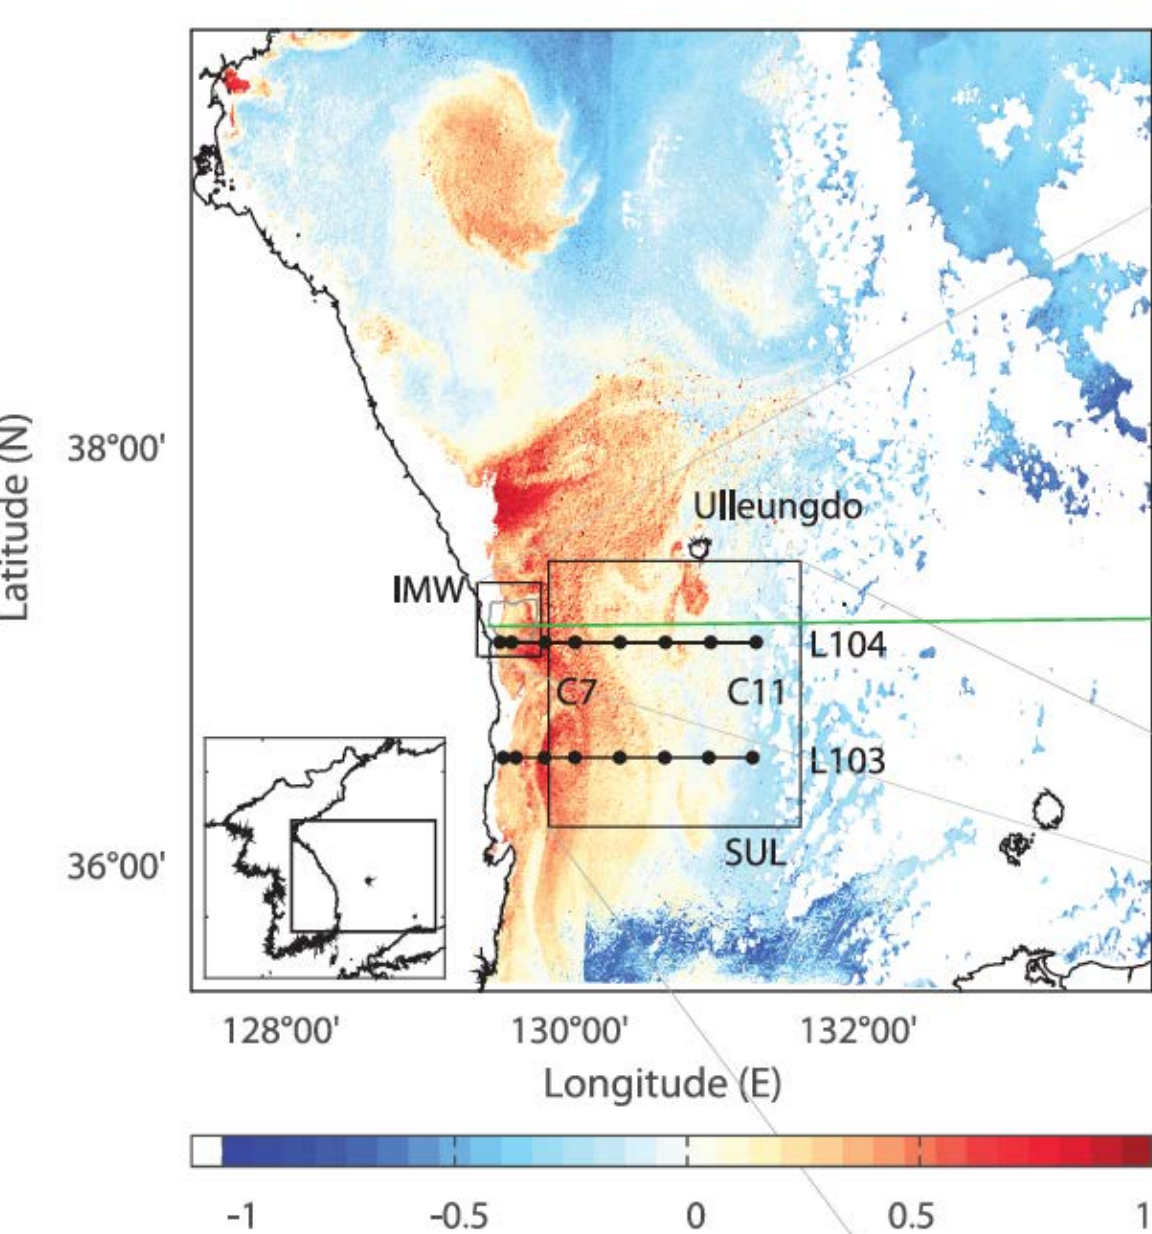 Latitude (N)
38°00'
Ulleungdo
IMW
L104
C7
C11
L103
36°00'
SUL
128°00'
130°00'
132°00'
Longitude (E)
-1
-0.5
0
0.5
1